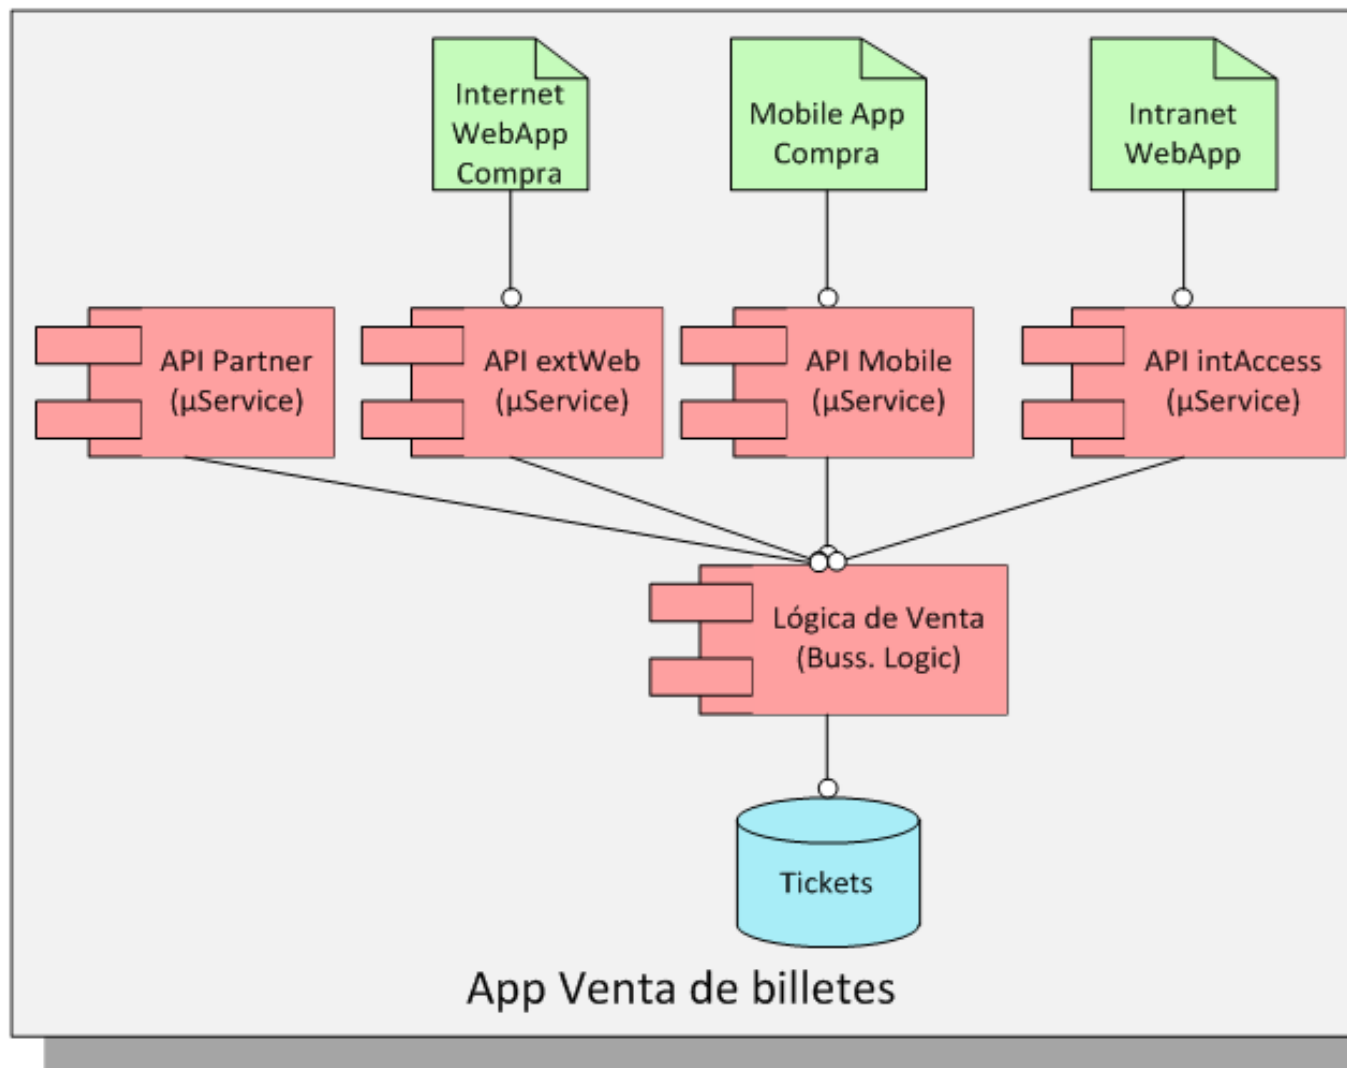 Internet
WebApp
Compra
Mobile App
Compra
Intranet
WebApp
API Partner
(µService)
API extWeb
(µService)
API Mobile
(µService)
API intAccess
(µService)
Lógica de Venta
(Buss. Logic)
Tickets
App Venta de billetes